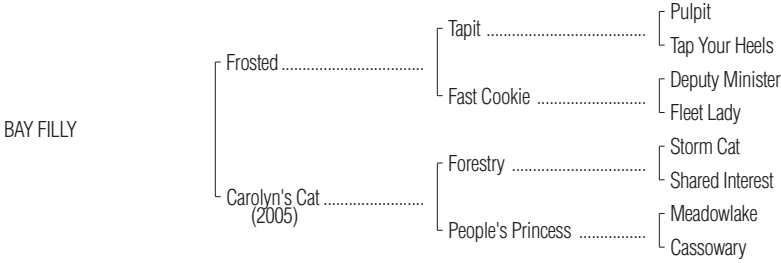 Pulpit
Tapit ..................................
Tap Your Heels
Frosted ..............................
Deputy Minister
Fast Cookie .......................
Fleet Lady
BAY FILLY
Storm Cat
Forestry ............................
Shared Interest
Carolyn's Cat .....................
(2005)
Meadowlake
People's Princess ..............
Cassowary